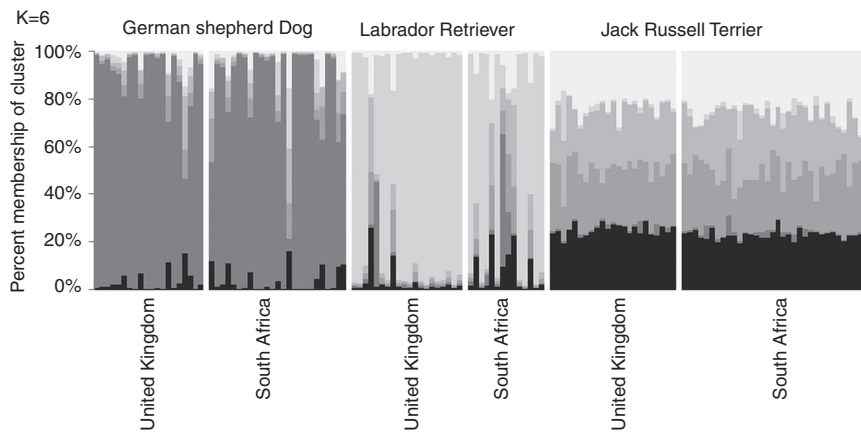 K=6
German shepherd Dog
Labrador Retriever
Jack Russell Terrier
Percent membership of cluster
100%
80%
60%
40%
20%
0%
United Kingdom
South Africa
United Kingdom
South Africa
United Kingdom
South Africa